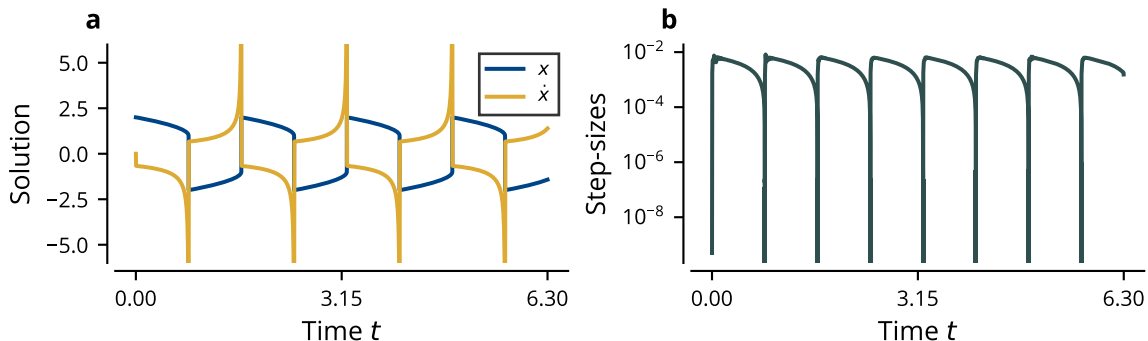 a
Solution
5.0
2.5
0.0
−2.5
−5.0
x
ẋ
0.00
3.15
6.30
Time t
b
Step-sizes
10⁻²
10⁻⁴
10⁻⁶
10⁻⁸
0.00
3.15
6.30
Time t